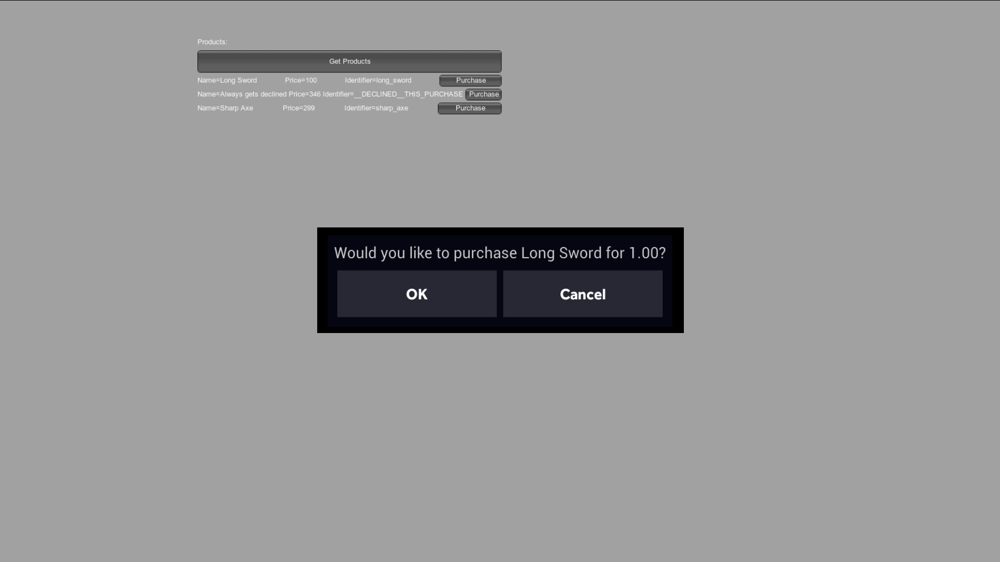 Products:
Get Products
Name=Long Sword Price=100 Identifier=long_sword Purchase
Name=Always gets declined Price=346 Identifier=__DECLINED__THIS_PURCHASE Purchase
Name=Sharp Axe Price=299 Identifier=sharp_axe Purchase
Would you like to purchase Long Sword for 1.00?
OK Cancel